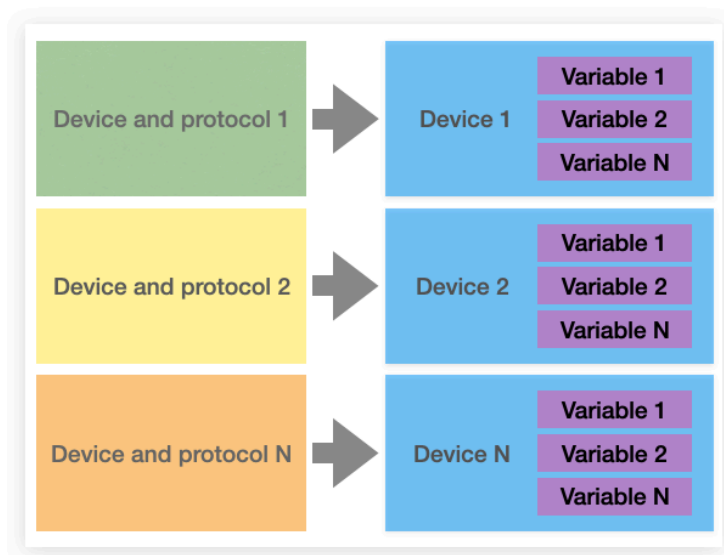 Device and protocol 1
Device 1
Variable 1
Variable 2
Variable N
Device and protocol 2
Device 2
Variable 1
Variable 2
Variable N
Device and protocol N
Device N
Variable 1
Variable 2
Variable N